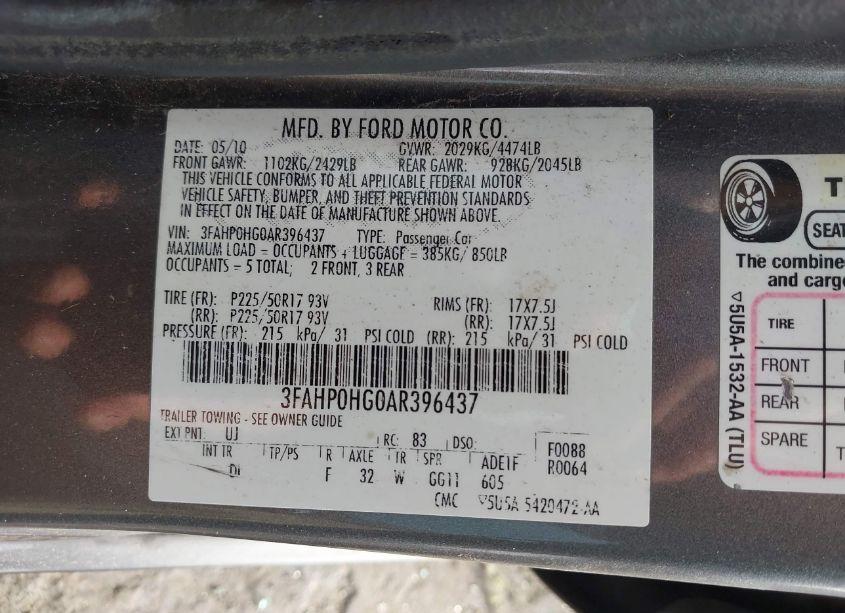 MFD. BY FORD MOTOR CO.
DATE: 05/10 GVWR: 2029KG/4474LB
FRONT GAWR: 1102KG/2429LB REAR GAWR: 928KG/2045LB
THIS VEHICLE CONFORMS TO ALL APPLICABLE FEDERAL MOTOR
VEHICLE SAFETY, BUMPER, AND THEFT PREVENTION STANDARDS
IN EFFECT ON THE DATE OF MANUFACTURE SHOWN ABOVE.
VIN: 3FAHP0HG0AR396437 TYPE: Passenger Car
MAXIMUM LOAD = OCCUPANTS + LUGGAGE = 385KG/ 850LB
OCCUPANTS = 5 TOTAL; 2 FRONT, 3 REAR
TIRE (FR): P225/50R17 93V RIMS (FR): 17X7.5J
(RR): P225/50R17 93V (RR): 17X7.5J
PRESSURE (FR): 215 kPa/ 31 PSI COLD (RR): 215 kPa/ 31 PSI COLD
3FAHP0HG0AR396437
TRAILER TOWING - SEE OWNER GUIDE
EXT PNT: UJ RC: 83 DSO: F0088
R0064
INT TR TP/PS R AXLE TR SPR ADE1F
DI F 32 W GG11 605
CMC ▽5U5A-5420472-AA
T
SEAT
The combine
and cargo
TIRE
FRONT
REAR
SPARE
T
▽5U5A-1532-AA (TLU)